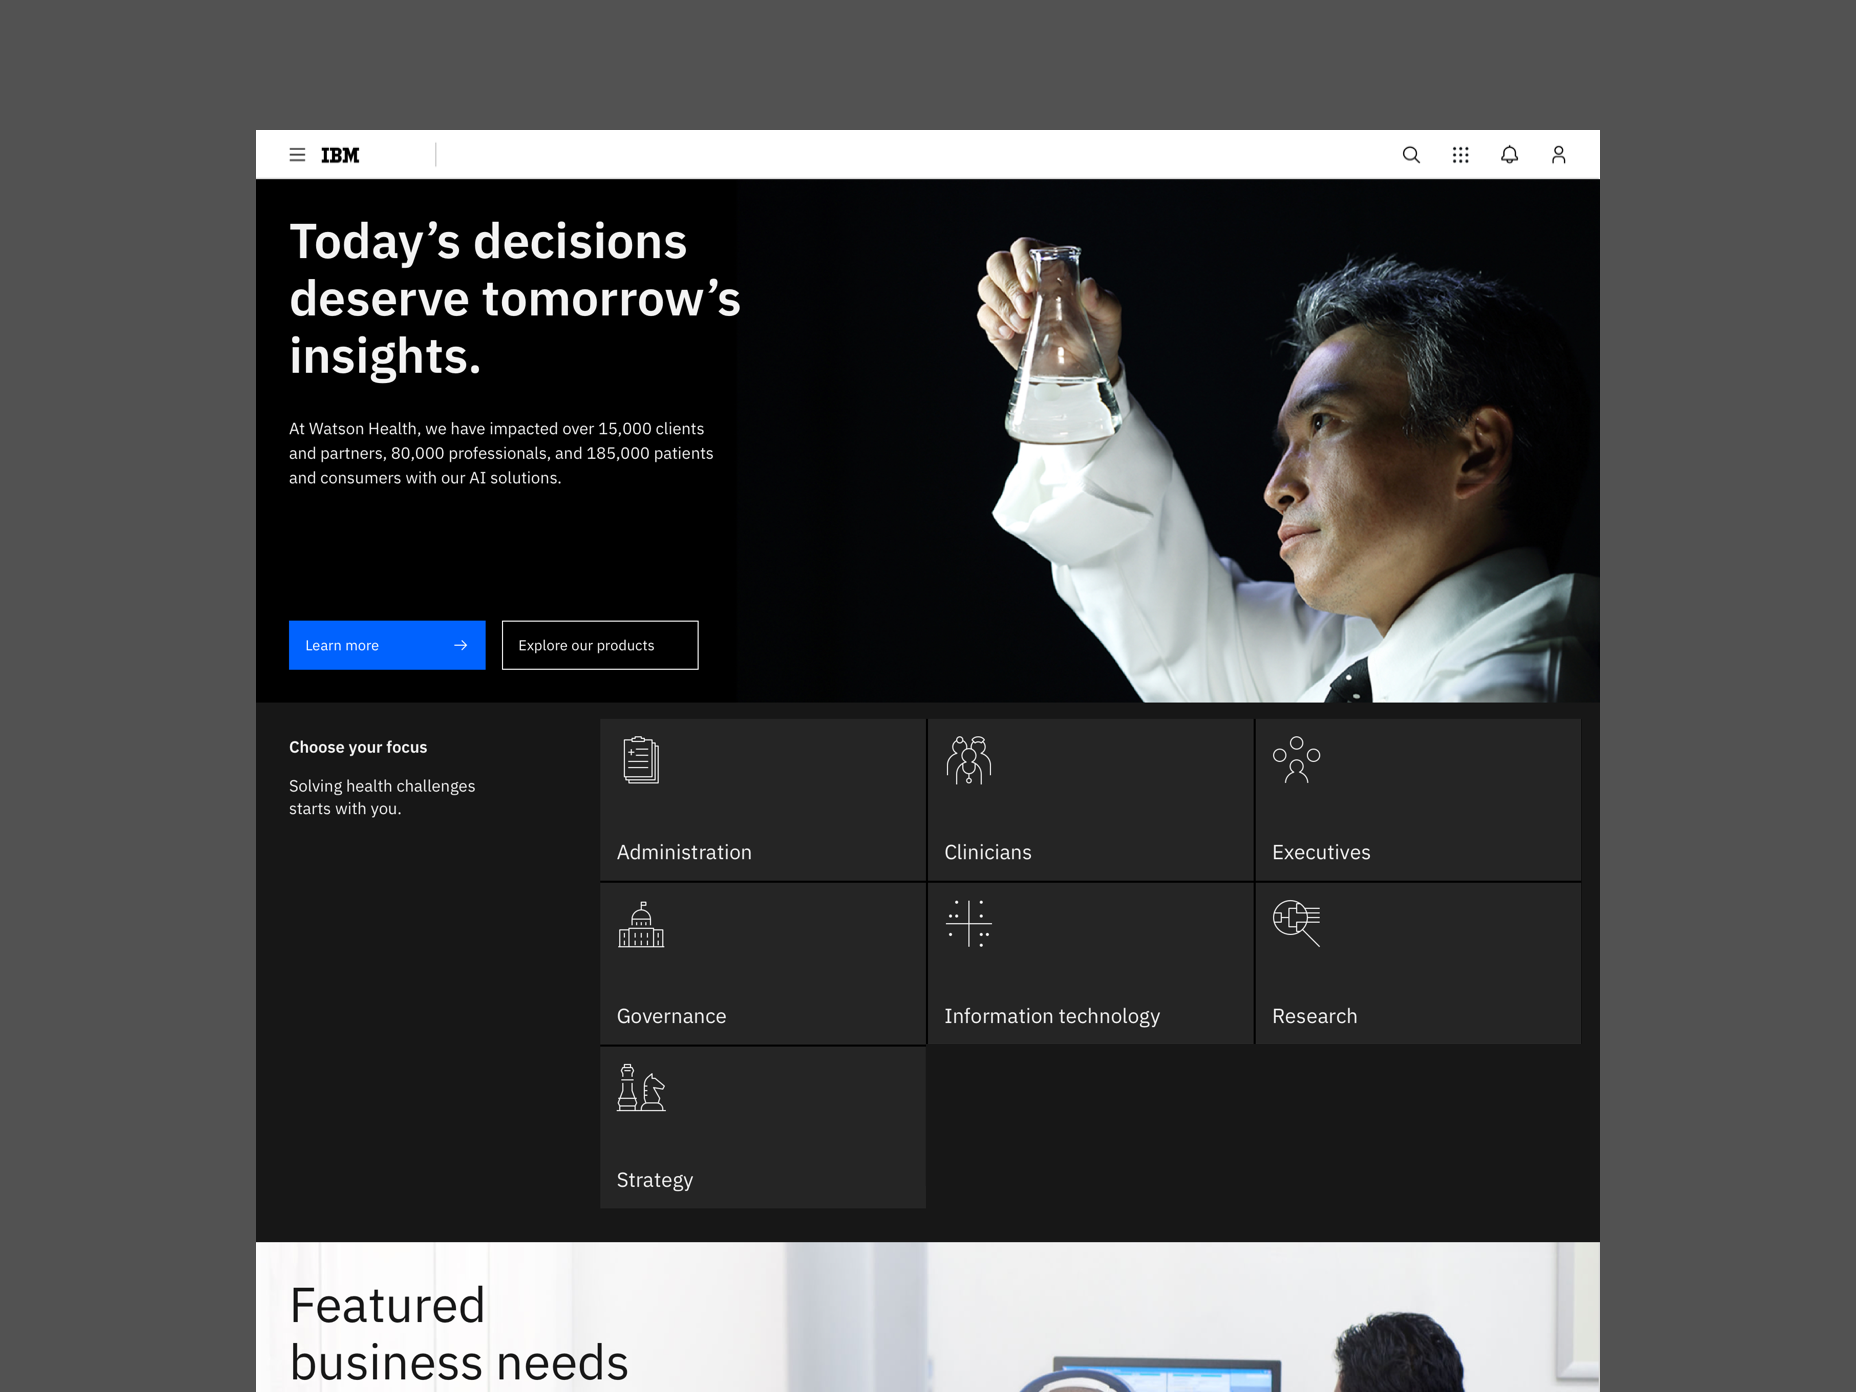 IBM
Today’s decisions
deserve tomorrow’s
insights.
At Watson Health, we have impacted over 15,000 clients
and partners, 80,000 professionals, and 185,000 patients
and consumers with our AI solutions.
Learn more
Explore our products
Choose your focus
Solving health challenges
starts with you.
Administration
Clinicians
Executives
Governance
Information technology
Research
Strategy
Featured
business needs